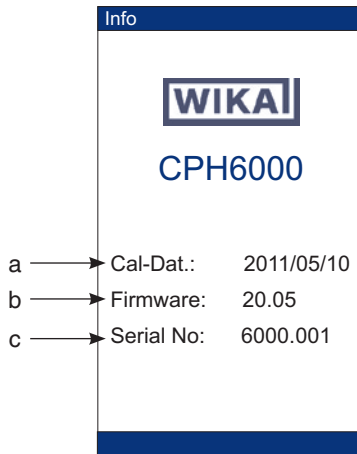 Info
WIKA
CPH6000
a Cal-Dat.: 2011/05/10
b Firmware: 20.05
c Serial No: 6000.001